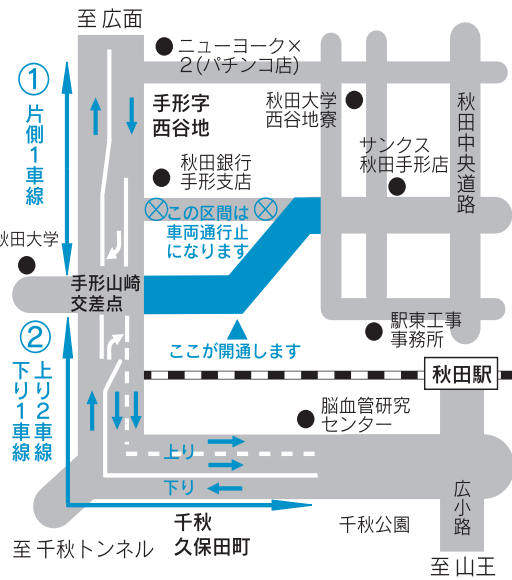 至 広面
ニューヨーク×
2(パチンコ店)
①
片側1車線
手形字
西谷地
秋田大学
西谷地寮
秋田中央道路
サンクス
秋田手形店
秋田銀行
手形支店
この区間は
車両通行止
になります
秋田大学
手形山崎
交差点
ここが開通します
駅東工事
事務所
②
上り2車線
下り1車線
秋田駅
脳血管研究
センター
上り
下り
千秋
久保田町
千秋公園
広小路
至 千秋トンネル
至 山王